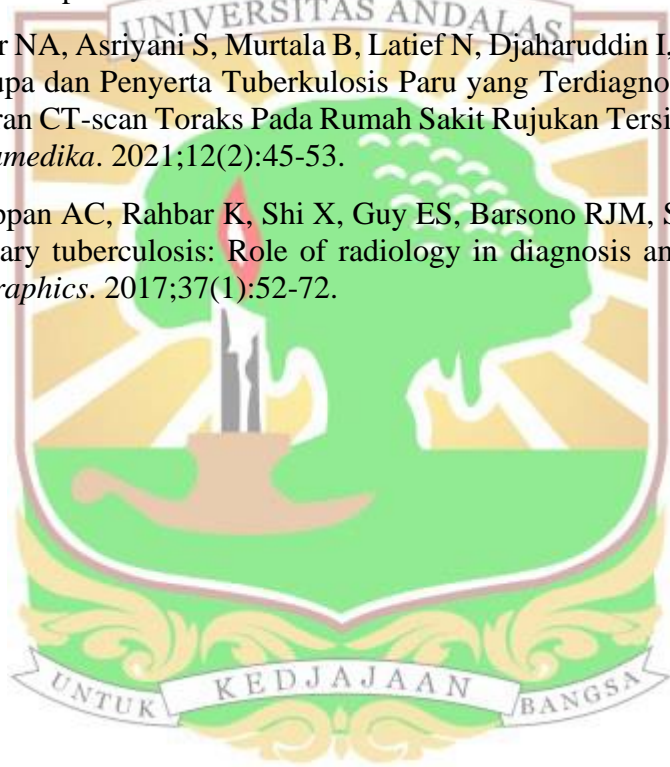 UNIVERSITAS ANDALAS
r NA, Asriyani S, Murtala B, Latief N, Djaharuddin I,
upa dan Penyerta Tuberkulosis Paru yang Terdiagno
ran CT-scan Toraks Pada Rumah Sakit Rujukan Tersi
amedika. 2021;12(2):45-53.
ppan AC, Rahbar K, Shi X, Guy ES, Barsono RJM, S
ary tuberculosis: Role of radiology in diagnosis an
raphics. 2017;37(1):52-72.
UNTUK KEDJAJAAN BANGSA